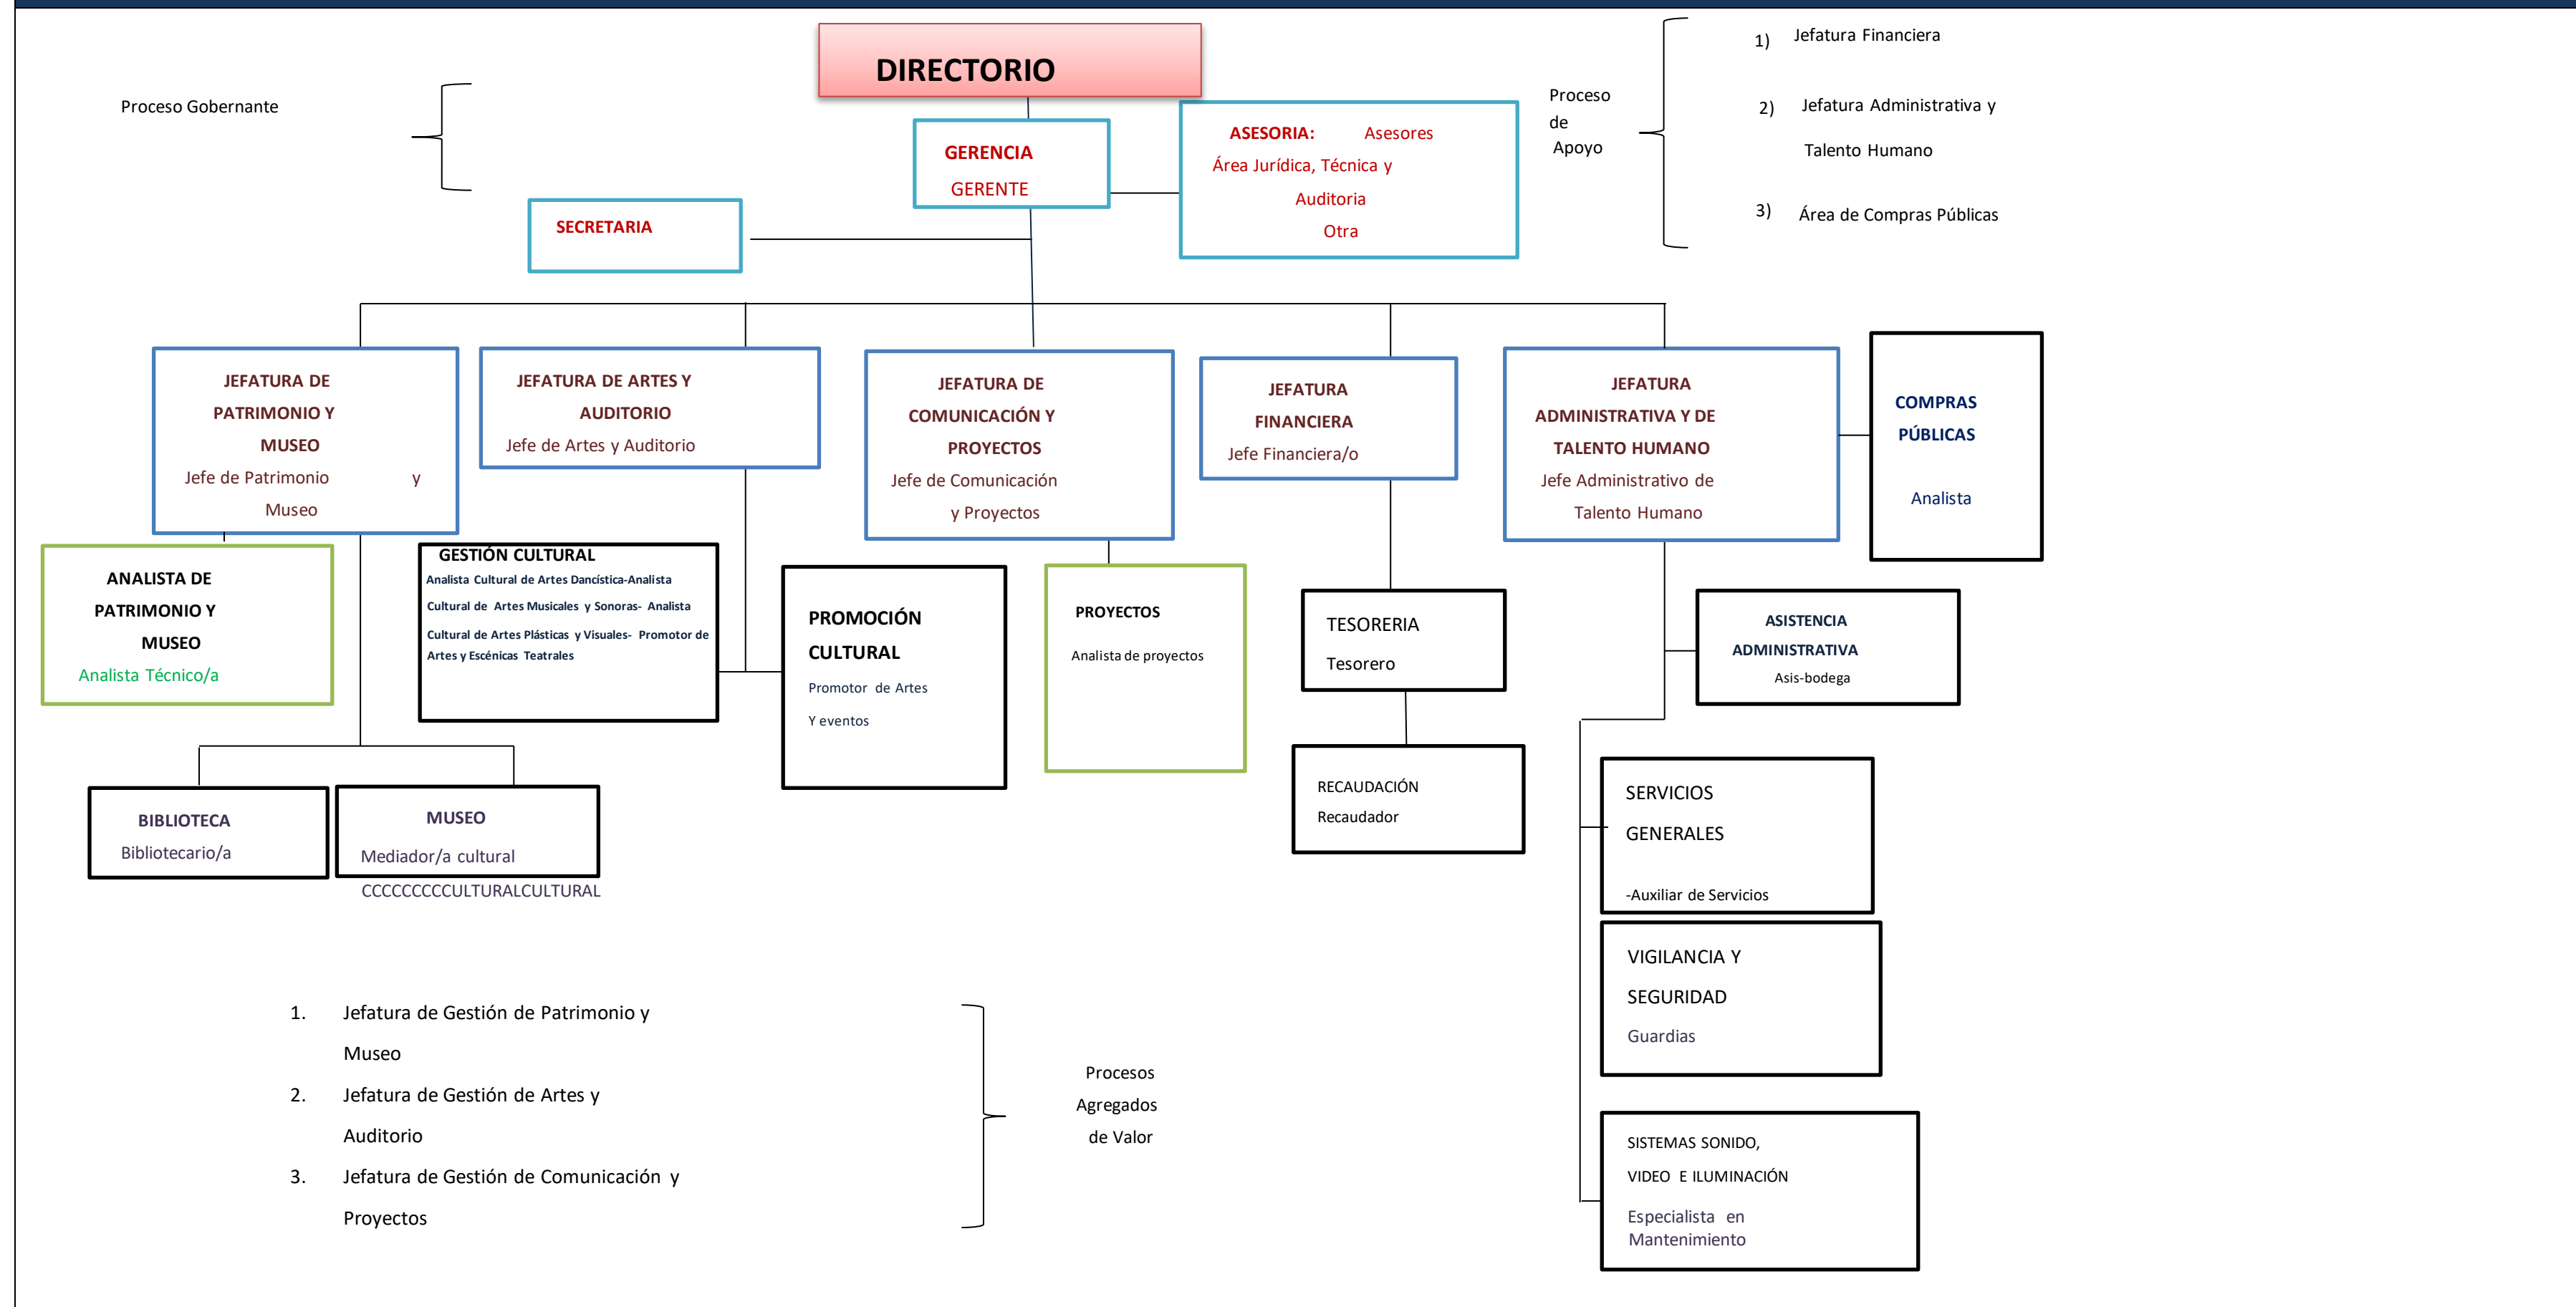 DIRECTORIO
Proceso Gobernante
GERENCIA
GERENTE
ASESORIA: Asesores
Área Jurídica, Técnica y
Auditoria
Otra
SECRETARIA
Proceso
de
Apoyo
1) Jefatura Financiera
2) Jefatura Administrativa y
Talento Humano
3) Área de Compras Públicas
JEFATURA DE
PATRIMONIO Y
MUSEO
Jefe de Patrimonio y
Museo
JEFATURA DE ARTES Y
AUDITORIO
Jefe de Artes y Auditorio
JEFATURA DE
COMUNICACIÓN Y
PROYECTOS
Jefe de Comunicación
y Proyectos
JEFATURA
FINANCIERA
Jefe Financiera/o
JEFATURA
ADMINISTRATIVA Y DE
TALENTO HUMANO
Jefe Administrativo de
Talento Humano
COMPRAS
PÚBLICAS
Analista
ANALISTA DE
PATRIMONIO Y
MUSEO
Analista Técnico/a
GESTIÓN CULTURAL
Analista Cultural de Artes Dancística-Analista
Cultural de Artes Musicales y Sonoras- Analista
Cultural de Artes Plásticas y Visuales- Promotor de
Artes y Escénicas Teatrales
PROMOCIÓN
CULTURAL
Promotor de Artes
Y eventos
PROYECTOS
Analista de proyectos
TESORERIA
Tesorero
ASISTENCIA
ADMINISTRATIVA
Asis-bodega
RECAUDACIÓN
Recaudador
BIBLIOTECA
Bibliotecario/a
MUSEO
Mediador/a cultural
CCCCCCCCCULTURALCULTURAL
SERVICIOS
GENERALES
-Auxiliar de Servicios
VIGILANCIA Y
SEGURIDAD
Guardias
SISTEMAS SONIDO,
VIDEO E ILUMINACIÓN
Especialista en
Mantenimiento
1. Jefatura de Gestión de Patrimonio y
Museo
2. Jefatura de Gestión de Artes y
Auditorio
3. Jefatura de Gestión de Comunicación y
Proyectos
Procesos
Agregados
de Valor